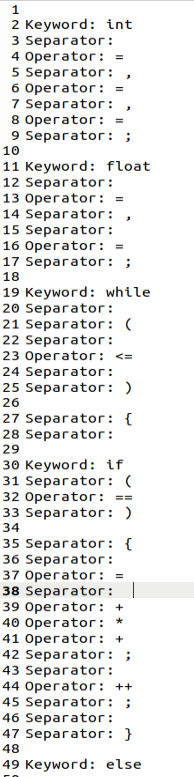 1
2 Keyword: int
3 Separator:
4 Operator: =
5 Separator: ,
6 Operator: =
7 Separator: ,
8 Operator: =
9 Separator: ;
10
11 Keyword: float
12 Separator:
13 Operator: =
14 Separator: ,
15 Separator:
16 Operator: =
17 Separator: ;
18
19 Keyword: while
20 Separator:
21 Separator: (
22 Separator:
23 Operator: <=
24 Separator:
25 Separator: )
26
27 Separator: {
28 Separator:
29
30 Keyword: if
31 Separator: (
32 Operator: ==
33 Separator: )
34
35 Separator: {
36 Separator:
37 Operator: =
38 Separator:
39 Operator: +
40 Operator: *
41 Operator: +
42 Separator: ;
43 Separator:
44 Operator: ++
45 Separator: ;
46 Separator:
47 Separator: }
48
49 Keyword: else